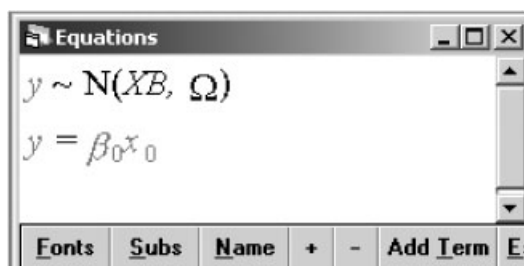 Equations
y ~ N(XB, Ω)
y = β₀x₀
Fonts Subs Name + - Add Term